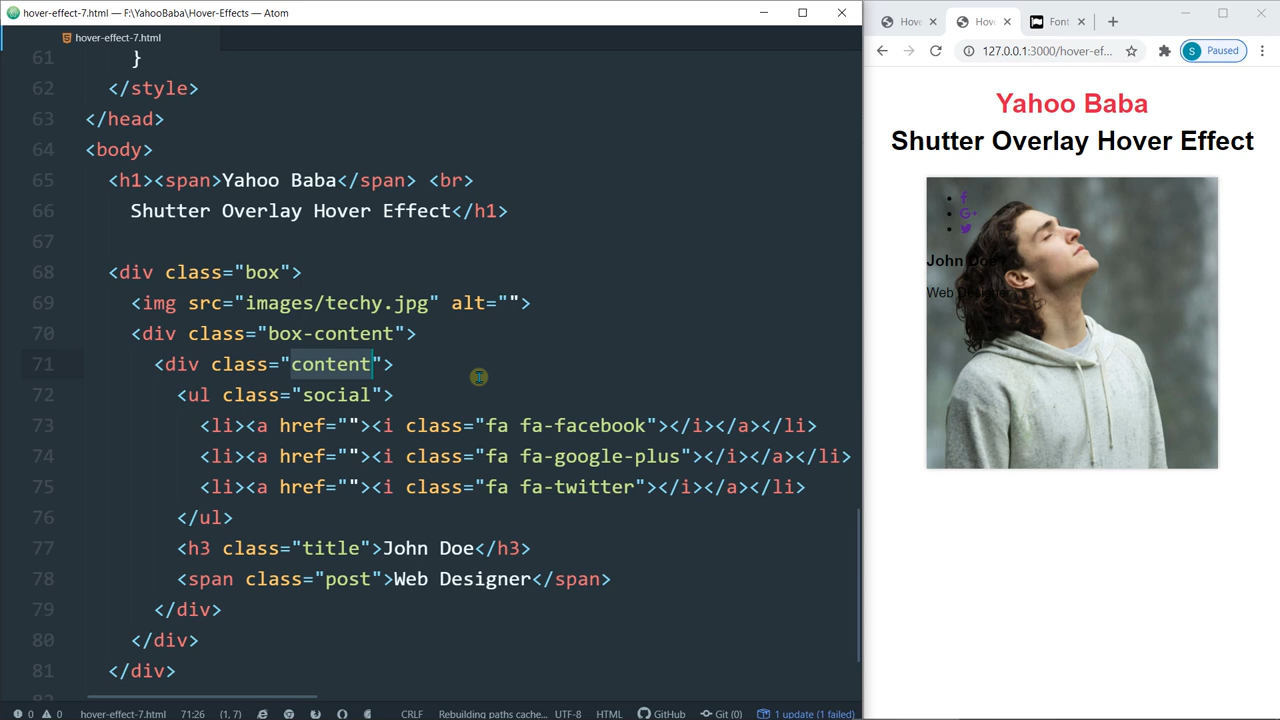 hover-effect-7.html — F:\YahooBaba\Hover-Effects — Atom
hover-effect-7.html
61 }
62 </style>
63 </head>
64 <body>
65 <h1><span>Yahoo Baba</span> <br>
66 Shutter Overlay Hover Effect</h1>
67
68 <div class="box">
69 <img src="images/techy.jpg" alt="">
70 <div class="box-content">
71 <div class="content">
72 <ul class="social">
73 <li><a href=""><i class="fa fa-facebook"></i></a></li>
74 <li><a href=""><i class="fa fa-google-plus"></i></a></li>
75 <li><a href=""><i class="fa fa-twitter"></i></a></li>
76 </ul>
77 <h3 class="title">John Doe</h3>
78 <span class="post">Web Designer</span>
79 </div>
80 </div>
81 </div>
0 0 hover-effect-7.html 71:26 (1, 7) CRLF Rebuilding paths cache... UTF-8 HTML GitHub Git (0) 1 update (1 failed)
Hove Hov Font
127.0.0.1:3000/hover-ef... S Paused
Yahoo Baba
Shutter Overlay Hover Effect
John Doe
Web Designer